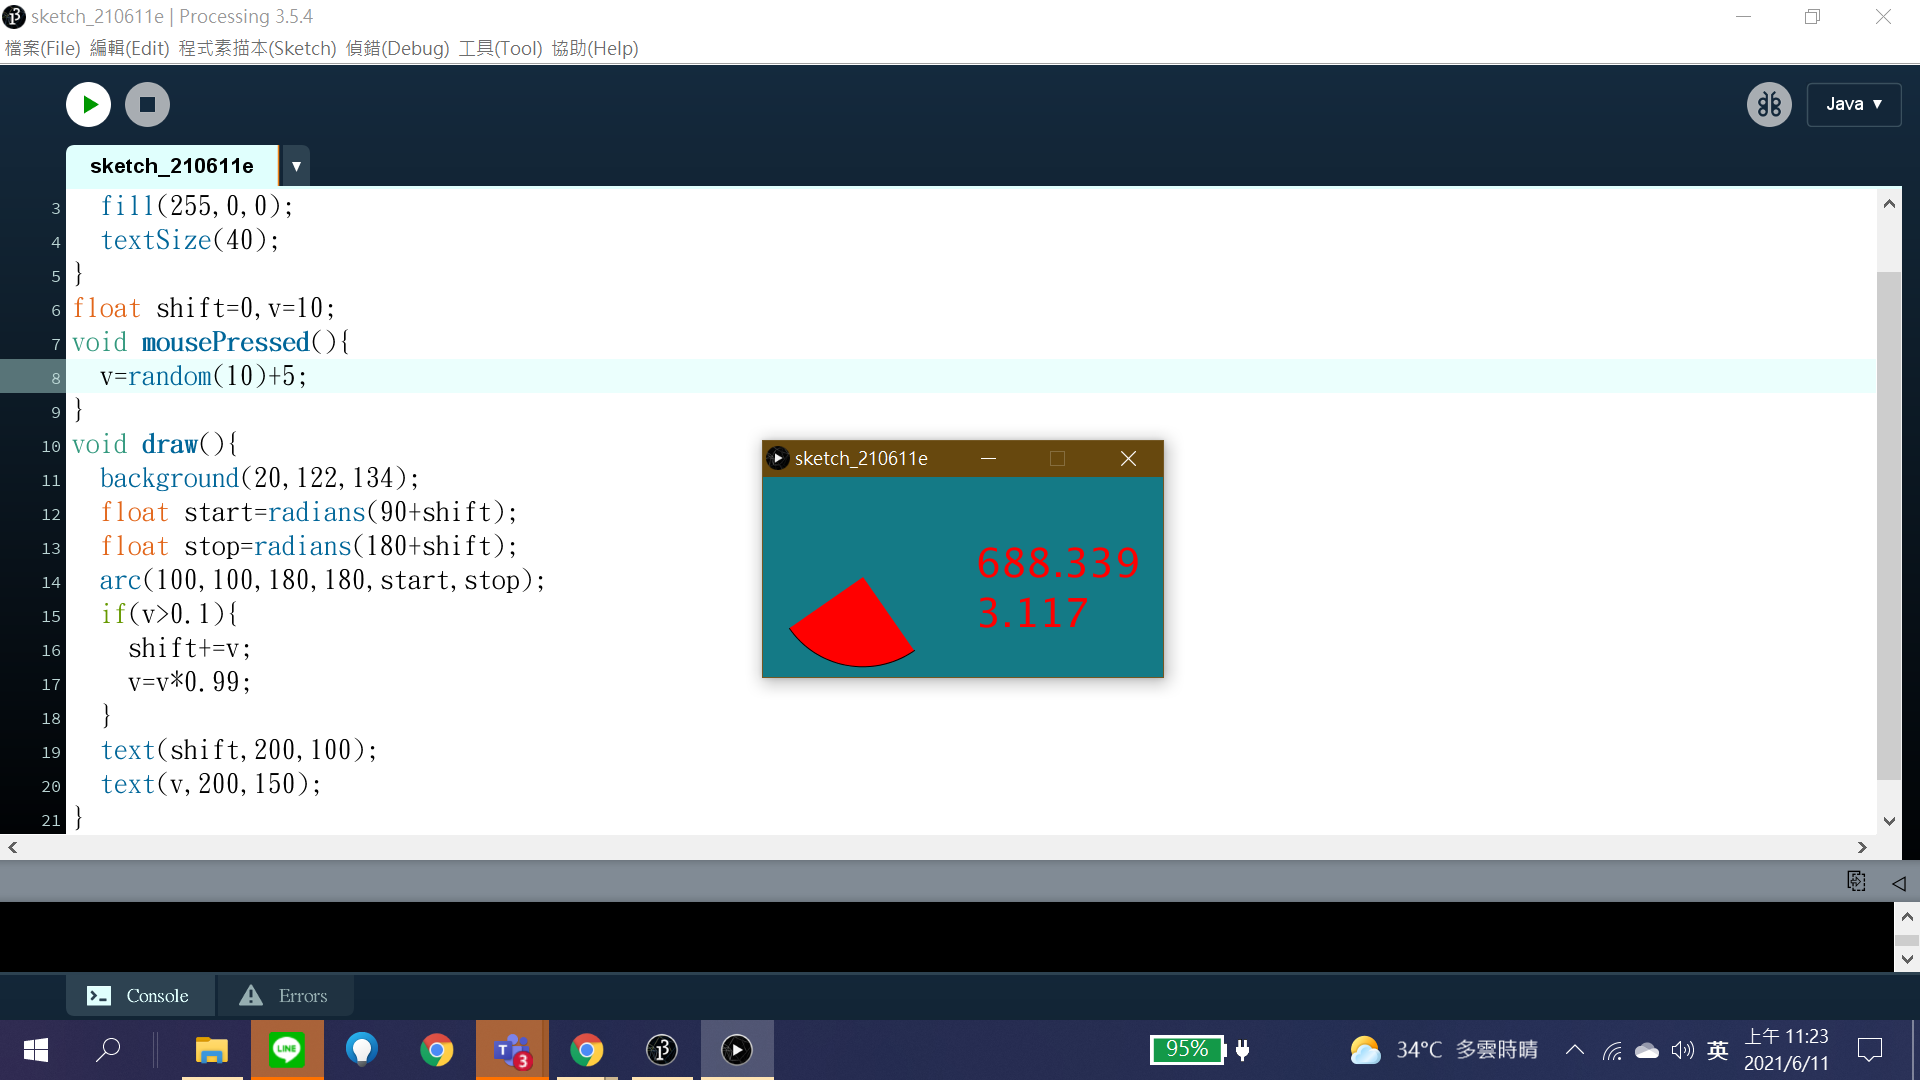 sketch_210611e | Processing 3.5.4
檔案(File) 編輯(Edit) 程式素描本(Sketch) 偵錯(Debug) 工具(Tool) 協助(Help)
Java ▼
sketch_210611e ▼
3 fill(255,0,0);
4 textSize(40);
5 }
6 float shift=0,v=10;
7 void mousePressed(){
8 v=random(10)+5;
9 }
10 void draw(){
11 background(20,122,134);
12 float start=radians(90+shift);
13 float stop=radians(180+shift);
14 arc(100,100,180,180,start,stop);
15 if(v>0.1){
16 shift+=v;
17 v=v*0.99;
18 }
19 text(shift,200,100);
20 text(v,200,150);
21 }
sketch_210611e
688.339
3.117
Console Errors
LINE
3
95%
34°C 多雲時晴
英
上午 11:23
2021/6/11